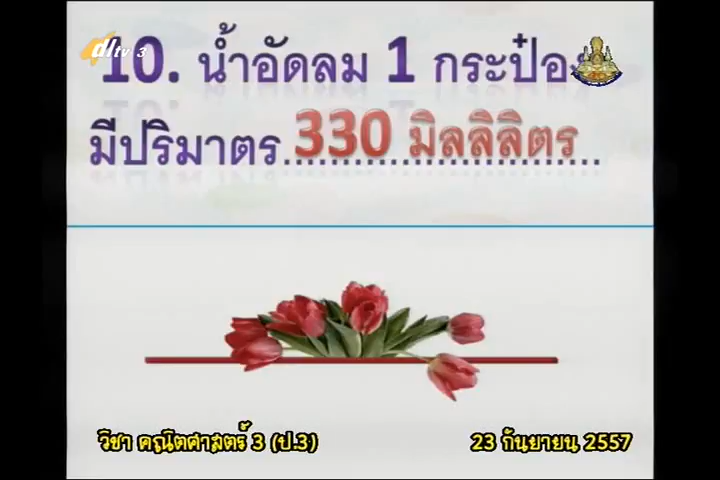 dltv 3
10. น้ำอัดลม 1 กระป๋อง
มีปริมาตร 330 มิลลิลิตร
วิชา คณิตศาสตร์ 3 (ป.3)
23 กันยายน 2557